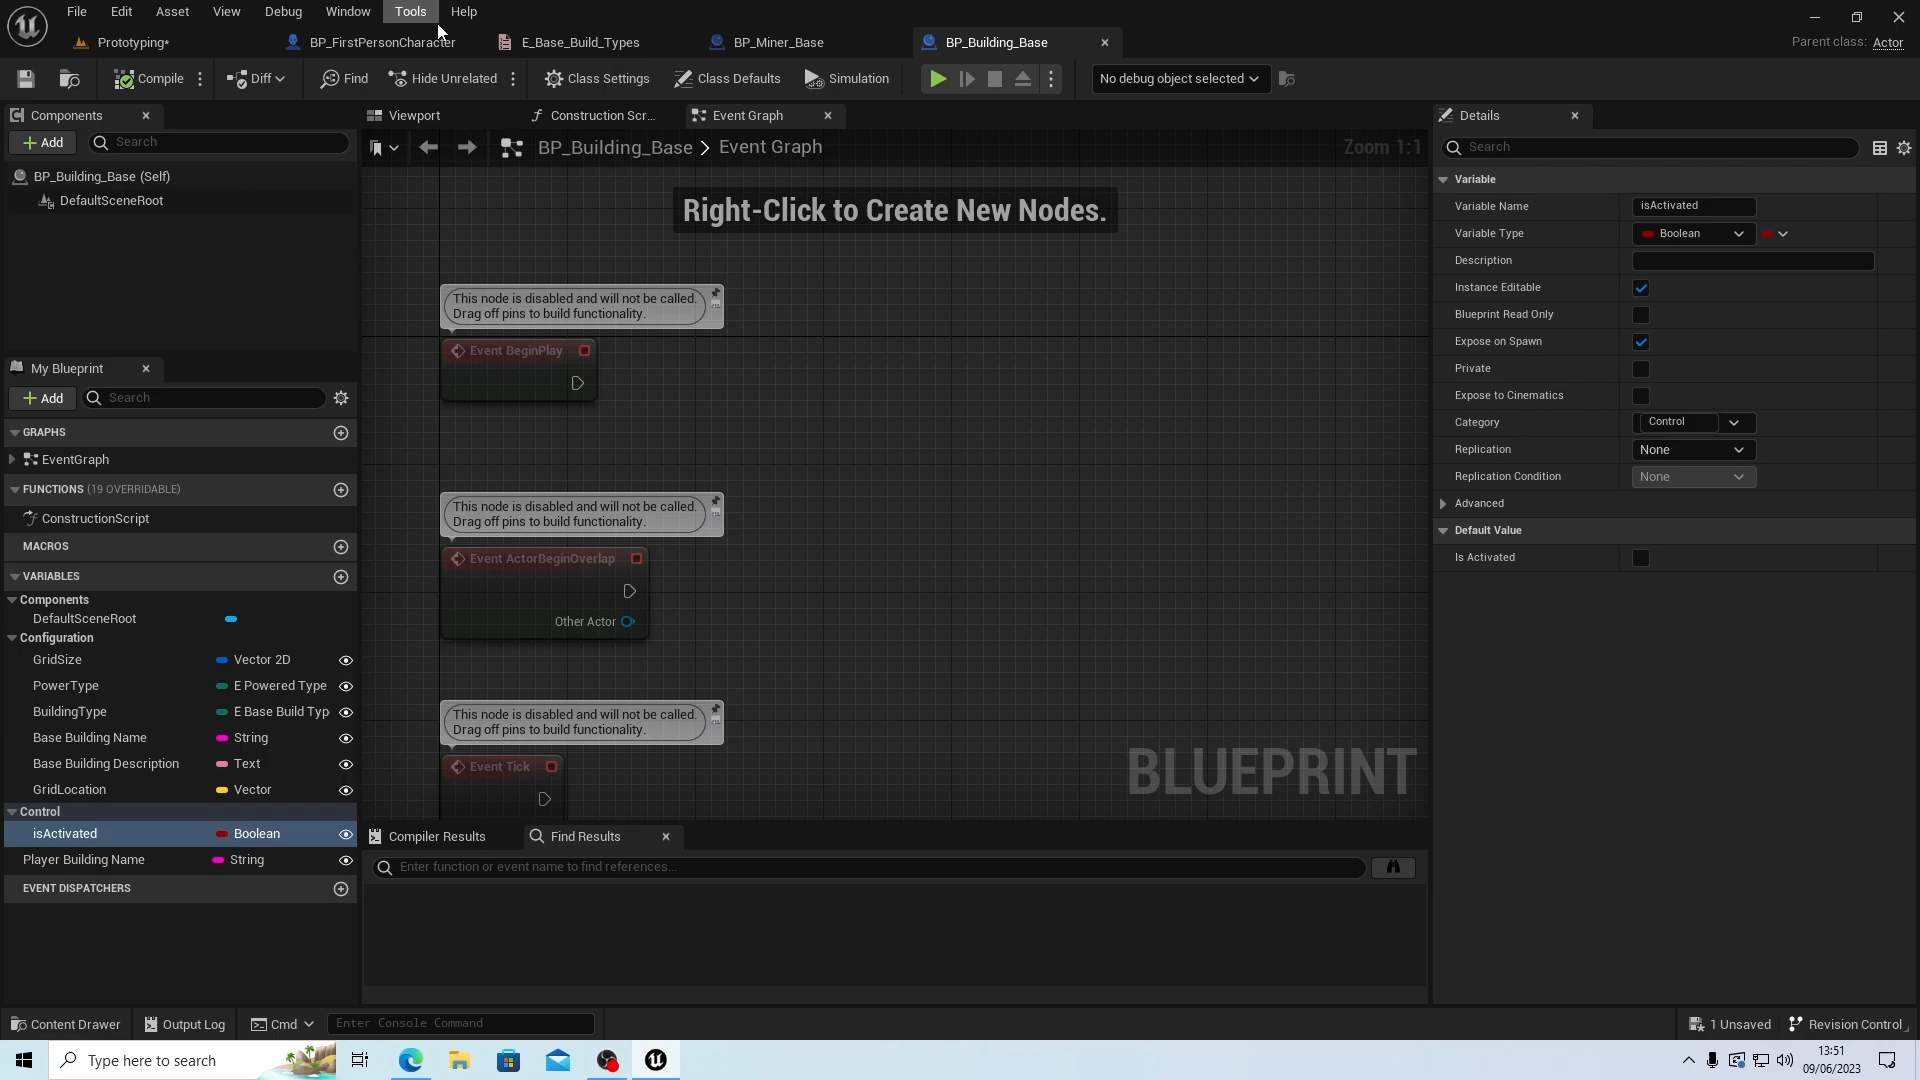 File Edit Asset View Debug Window Tools Help
Prototyping* BP_FirstPersonCharacter E_Base_Build_Types BP_Miner_Base BP_Building_Base Parent class: Actor
Compile Diff Find Hide Unrelated Class Settings Class Defaults Simulation No debug object selected
Components Viewport Construction Scr... Event Graph Details
Add Search BP_Building_Base > Event Graph Zoom 1:1 Search
BP_Building_Base (Self)
DefaultSceneRoot
Right-Click to Create New Nodes.
This node is disabled and will not be called.
Drag off pins to build functionality.
Event BeginPlay
This node is disabled and will not be called.
Drag off pins to build functionality.
Event ActorBeginOverlap
Other Actor
This node is disabled and will not be called.
Drag off pins to build functionality.
Event Tick
BLUEPRINT
My Blueprint
Add Search
GRAPHS
EventGraph
FUNCTIONS (19 OVERRIDABLE)
ConstructionScript
MACROS
VARIABLES
Components
DefaultSceneRoot
Configuration
GridSize Vector 2D
PowerType E Powered Type
BuildingType E Base Build Typ
Base Building Name String
Base Building Description Text
GridLocation Vector
Control
isActivated Boolean
Player Building Name String
EVENT DISPATCHERS
Compiler Results Find Results
Enter function or event name to find references...
Variable
Variable Name isActivated
Variable Type Boolean
Description
Instance Editable
Blueprint Read Only
Expose on Spawn
Private
Expose to Cinematics
Category Control
Replication None
Replication Condition None
Advanced
Default Value
Is Activated
Content Drawer Output Log Cmd Enter Console Command 1 Unsaved Revision Control
Type here to search
13:51
09/06/2023